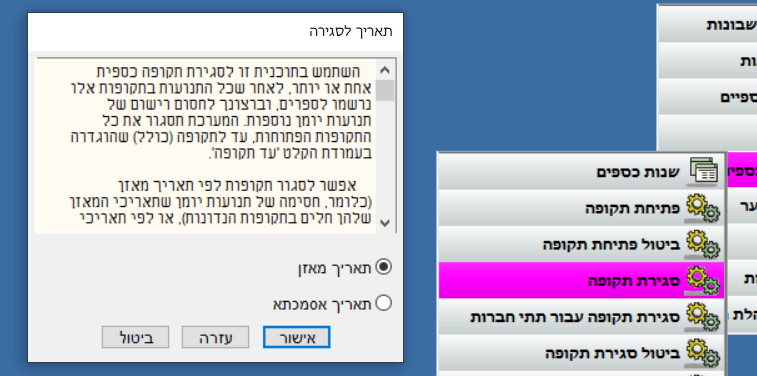 תאריך לסגירה
השתמש בתוכנית זו לסגירת תקופה כספית
אחת או יותר, לאחר שכל התנועות בתקופות אלו
נרשמו לספרים, וברצונך לחסום רישום של
תנועות יומן נוספות. המערכת תסגור את כל
התקופות הפתוחות, עד לתקופה (כולל) שהוגדרה
בעמודת הקלט 'עד תקופה'.
אפשר לסגור תקופות לפי תאריך מאזן
(כלומר, חסימה של תנועות יומן שתאריכי המאזן
שלהן חלים בתקופות הנדונות), או לפי תאריכי
תאריך מאזן
תאריך אסמכתא
אישור
עזרה
ביטול
שנות כספים
פתיחת תקופה
ביטול פתיחת תקופה
סגירת תקופה
סגירת תקופה עבור תתי חברות
ביטול סגירת תקופה
שבונות
ות
ספיים
כספי
ער
ות
הלת